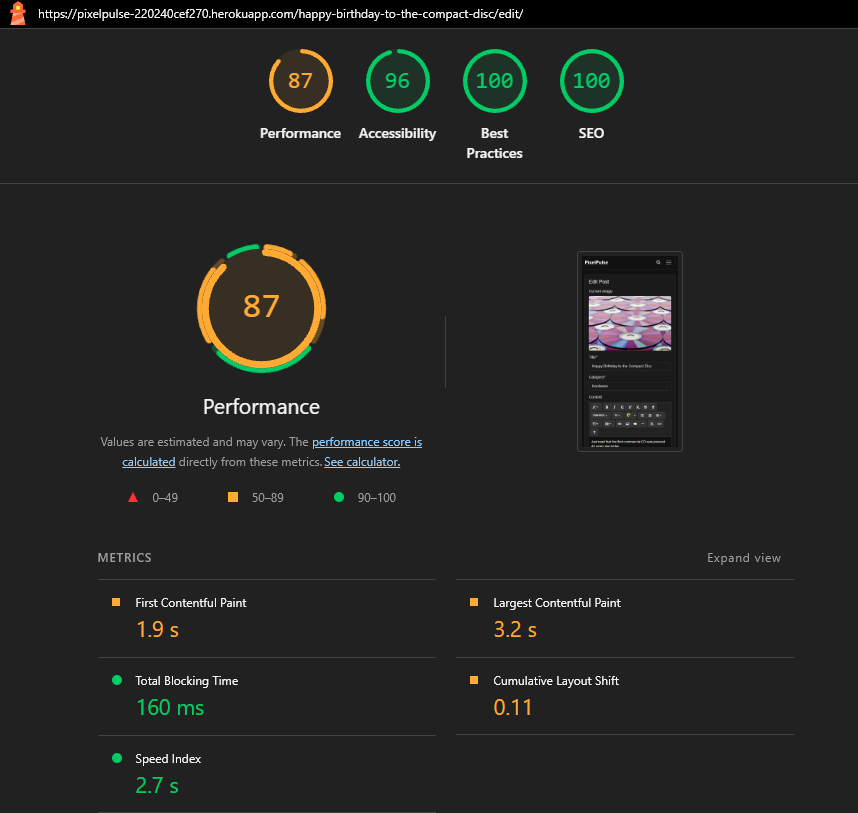 https://pixelpulse-220240cef270.herokuapp.com/happy-birthday-to-the-compact-disc/edit/
87
96
100
100
Performance
Accessibility
Best
Practices
SEO
87
Performance
Values are estimated and may vary. The performance score is
calculated directly from these metrics. See calculator.
0–49
50–89
90–100
PixelPulse
Edit Post
Current image
Title*
Happy Birthday to the Compact Disc
Category*
Hardware
Content
METRICS
Expand view
First Contentful Paint
1.9 s
Largest Contentful Paint
3.2 s
Total Blocking Time
160 ms
Cumulative Layout Shift
0.11
Speed Index
2.7 s